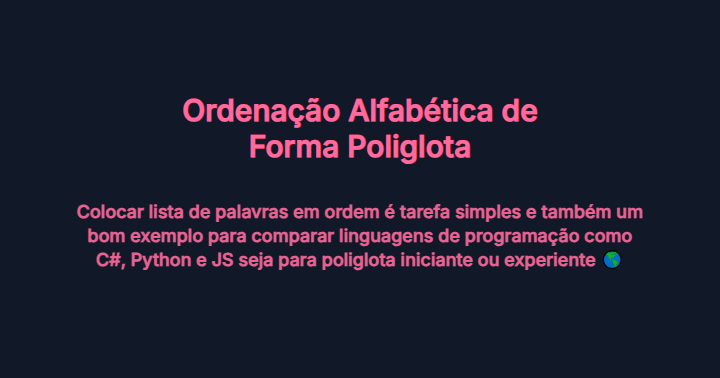 Ordenação Alfabética de
Forma Poliglota
Colocar lista de palavras em ordem é tarefa simples e também um
bom exemplo para comparar linguagens de programação como
C#, Python e JS seja para poliglota iniciante ou experiente 🌎